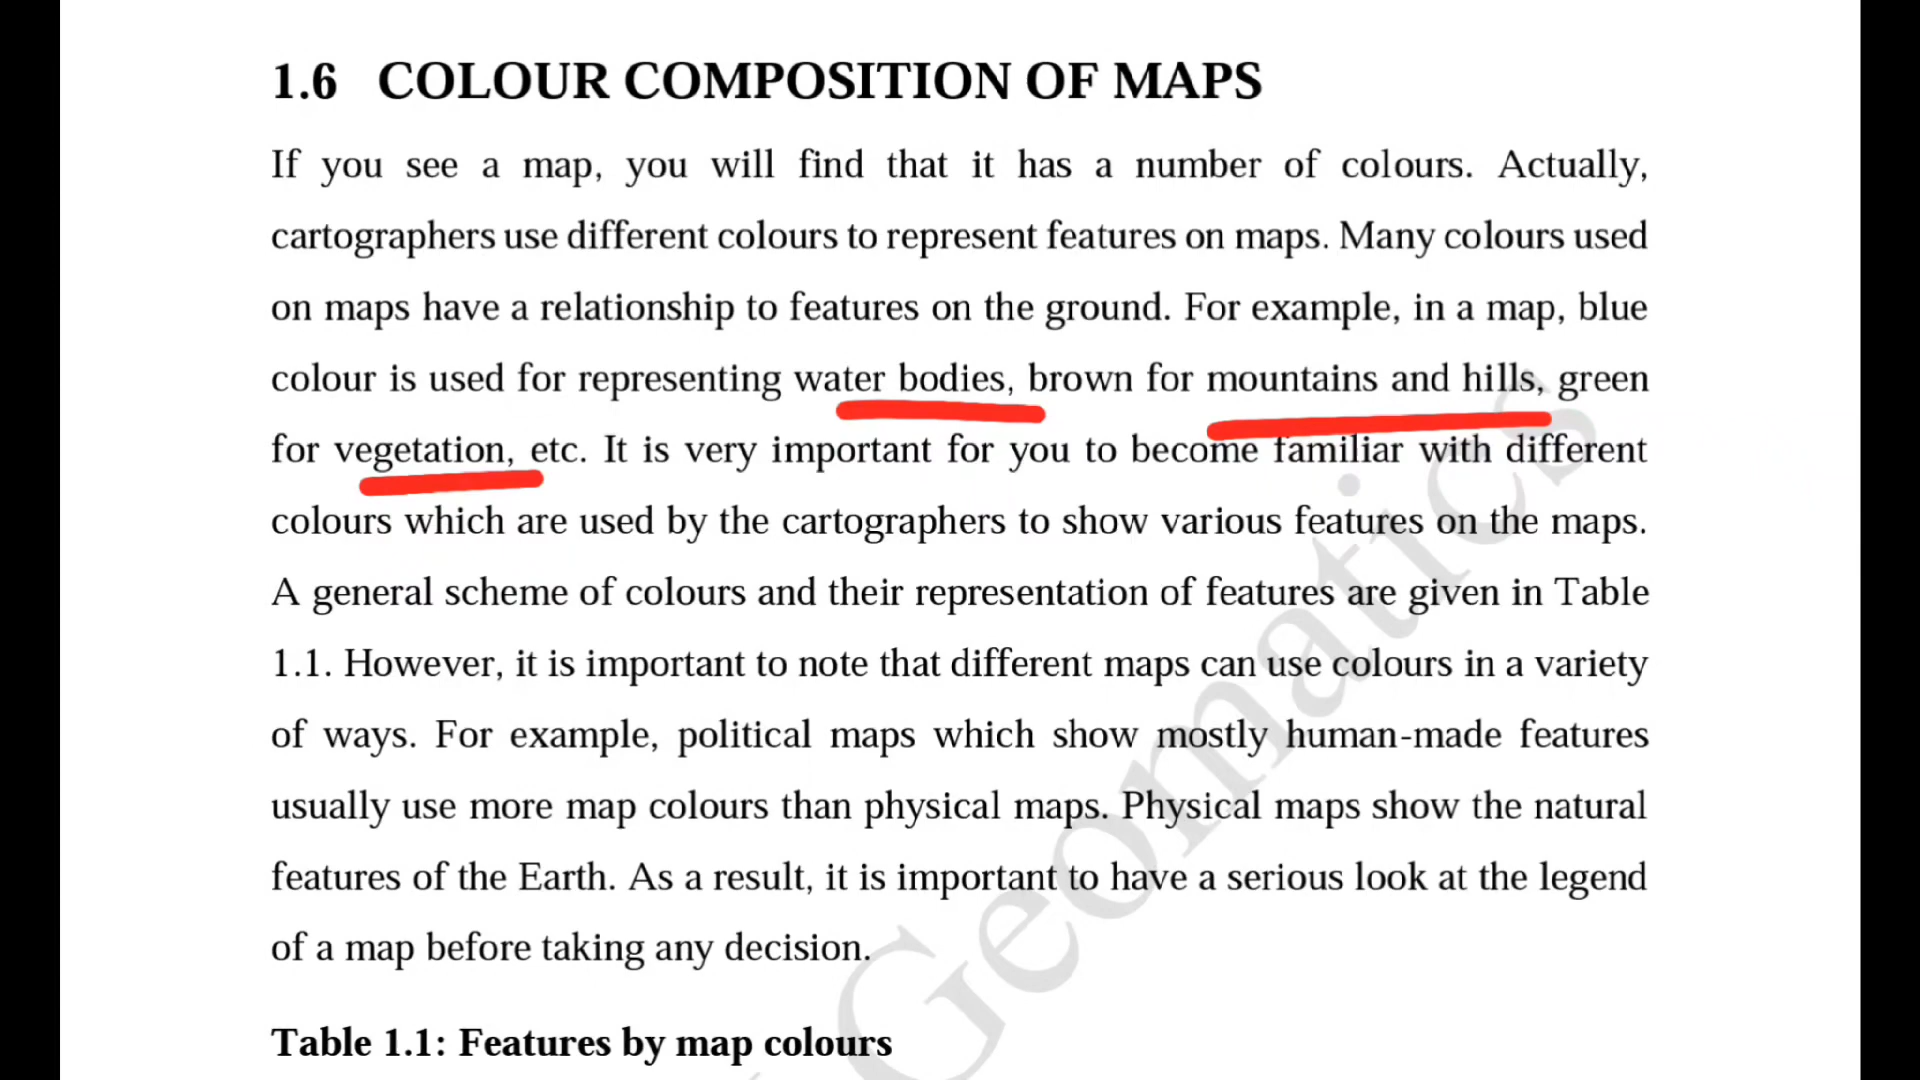 1.6 COLOUR COMPOSITION OF MAPS
If you see a map, you will find that it has a number of colours. Actually,
cartographers use different colours to represent features on maps. Many colours used
on maps have a relationship to features on the ground. For example, in a map, blue
colour is used for representing water bodies, brown for mountains and hills, green
for vegetation, etc. It is very important for you to become familiar with different
colours which are used by the cartographers to show various features on the maps.
A general scheme of colours and their representation of features are given in Table
1.1. However, it is important to note that different maps can use colours in a variety
of ways. For example, political maps which show mostly human-made features
usually use more map colours than physical maps. Physical maps show the natural
features of the Earth. As a result, it is important to have a serious look at the legend
of a map before taking any decision.
Table 1.1: Features by map colours
Geomatics